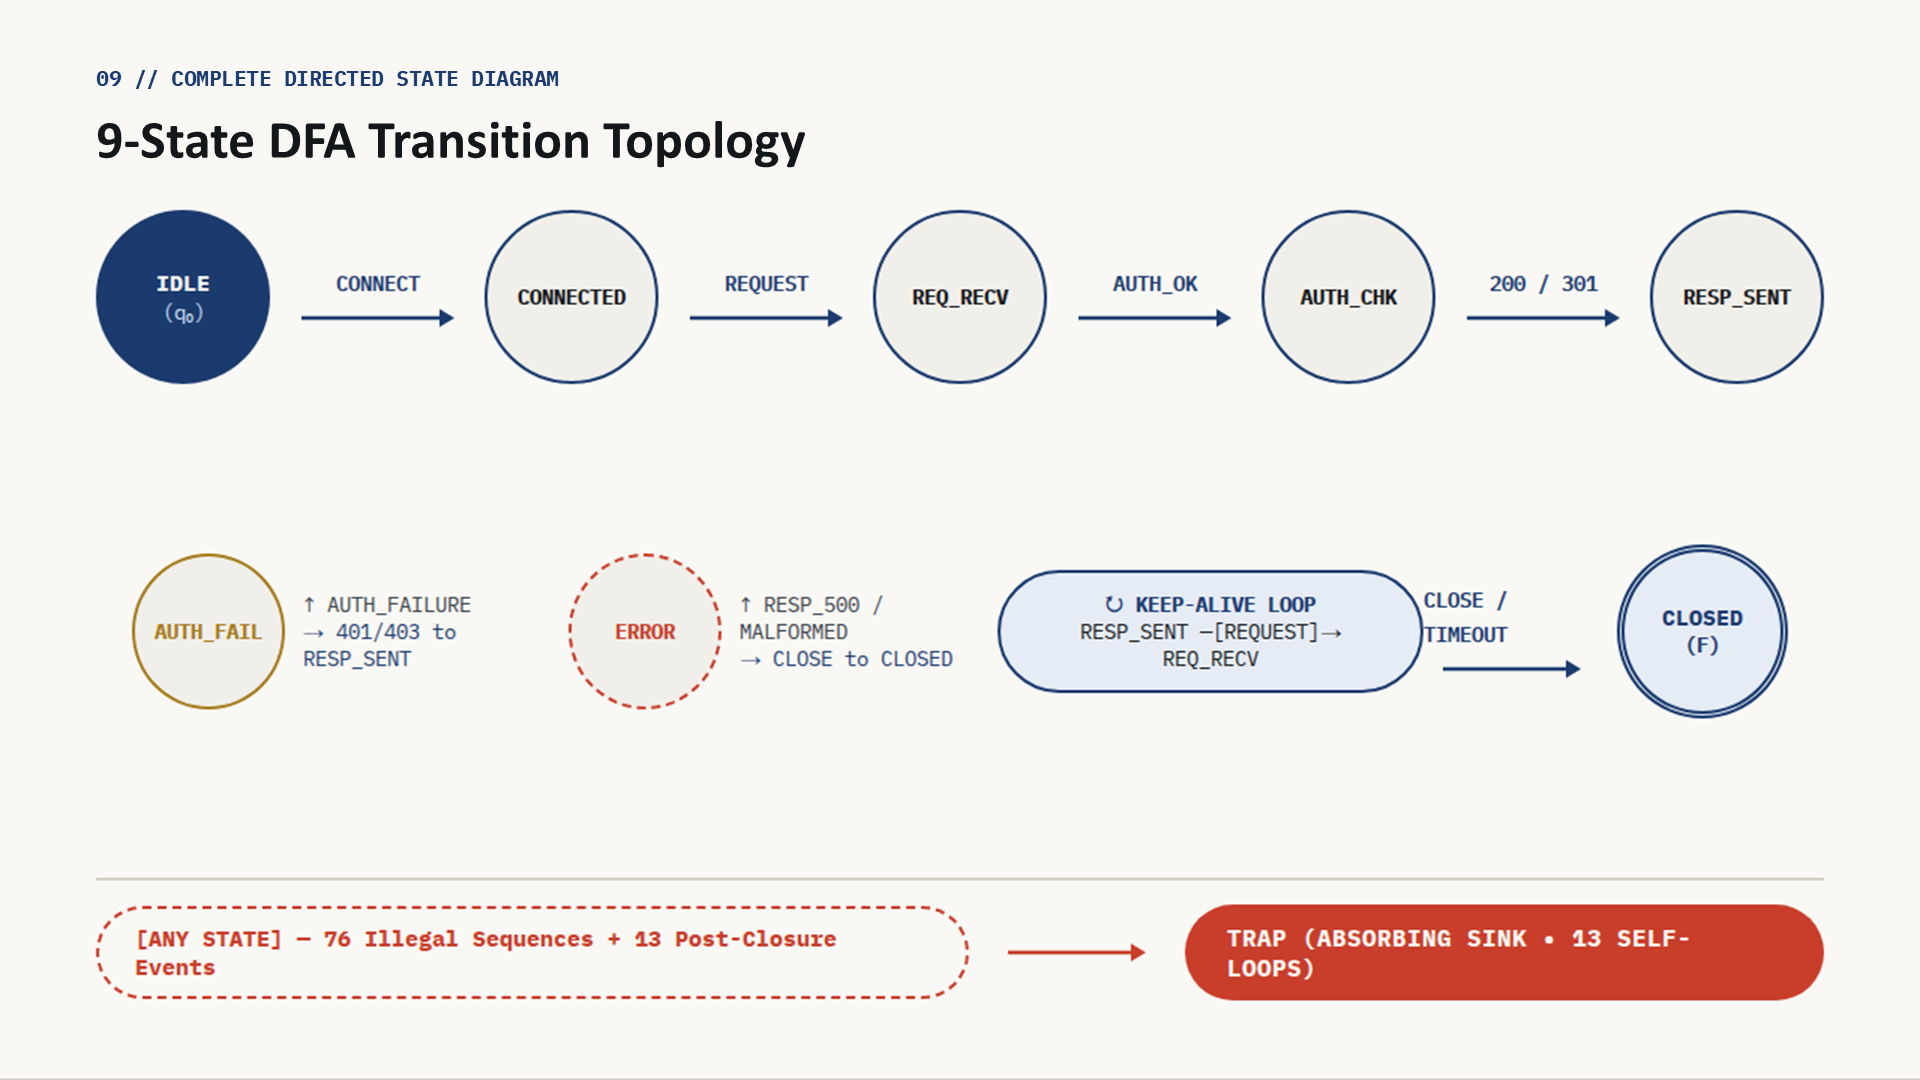 09 // COMPLETE DIRECTED STATE DIAGRAM
9-State DFA Transition Topology
IDLE
(q₀)
CONNECT
CONNECTED
REQUEST
REQ_RECV
AUTH_OK
AUTH_CHK
200 / 301
RESP_SENT
AUTH_FAIL
↑ AUTH_FAILURE
→ 401/403 to
RESP_SENT
ERROR
↑ RESP_500 /
MALFORMED
→ CLOSE to CLOSED
↻ KEEP-ALIVE LOOP
RESP_SENT —[REQUEST]→
REQ_RECV
CLOSE /
TIMEOUT
CLOSED
(F)
[ANY STATE] — 76 Illegal Sequences + 13 Post-Closure
Events
TRAP (ABSORBING SINK • 13 SELF-
LOOPS)